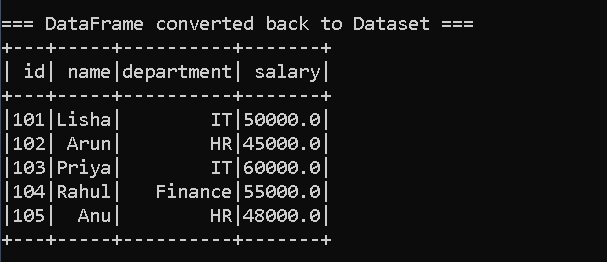 === DataFrame converted back to Dataset ===
+---+-----+----------+-------+
| id| name|department| salary|
+---+-----+----------+-------+
|101|Lisha|        IT|50000.0|
|102| Arun|        HR|45000.0|
|103|Priya|        IT|60000.0|
|104|Rahul|   Finance|55000.0|
|105|  Anu|        HR|48000.0|
+---+-----+----------+-------+